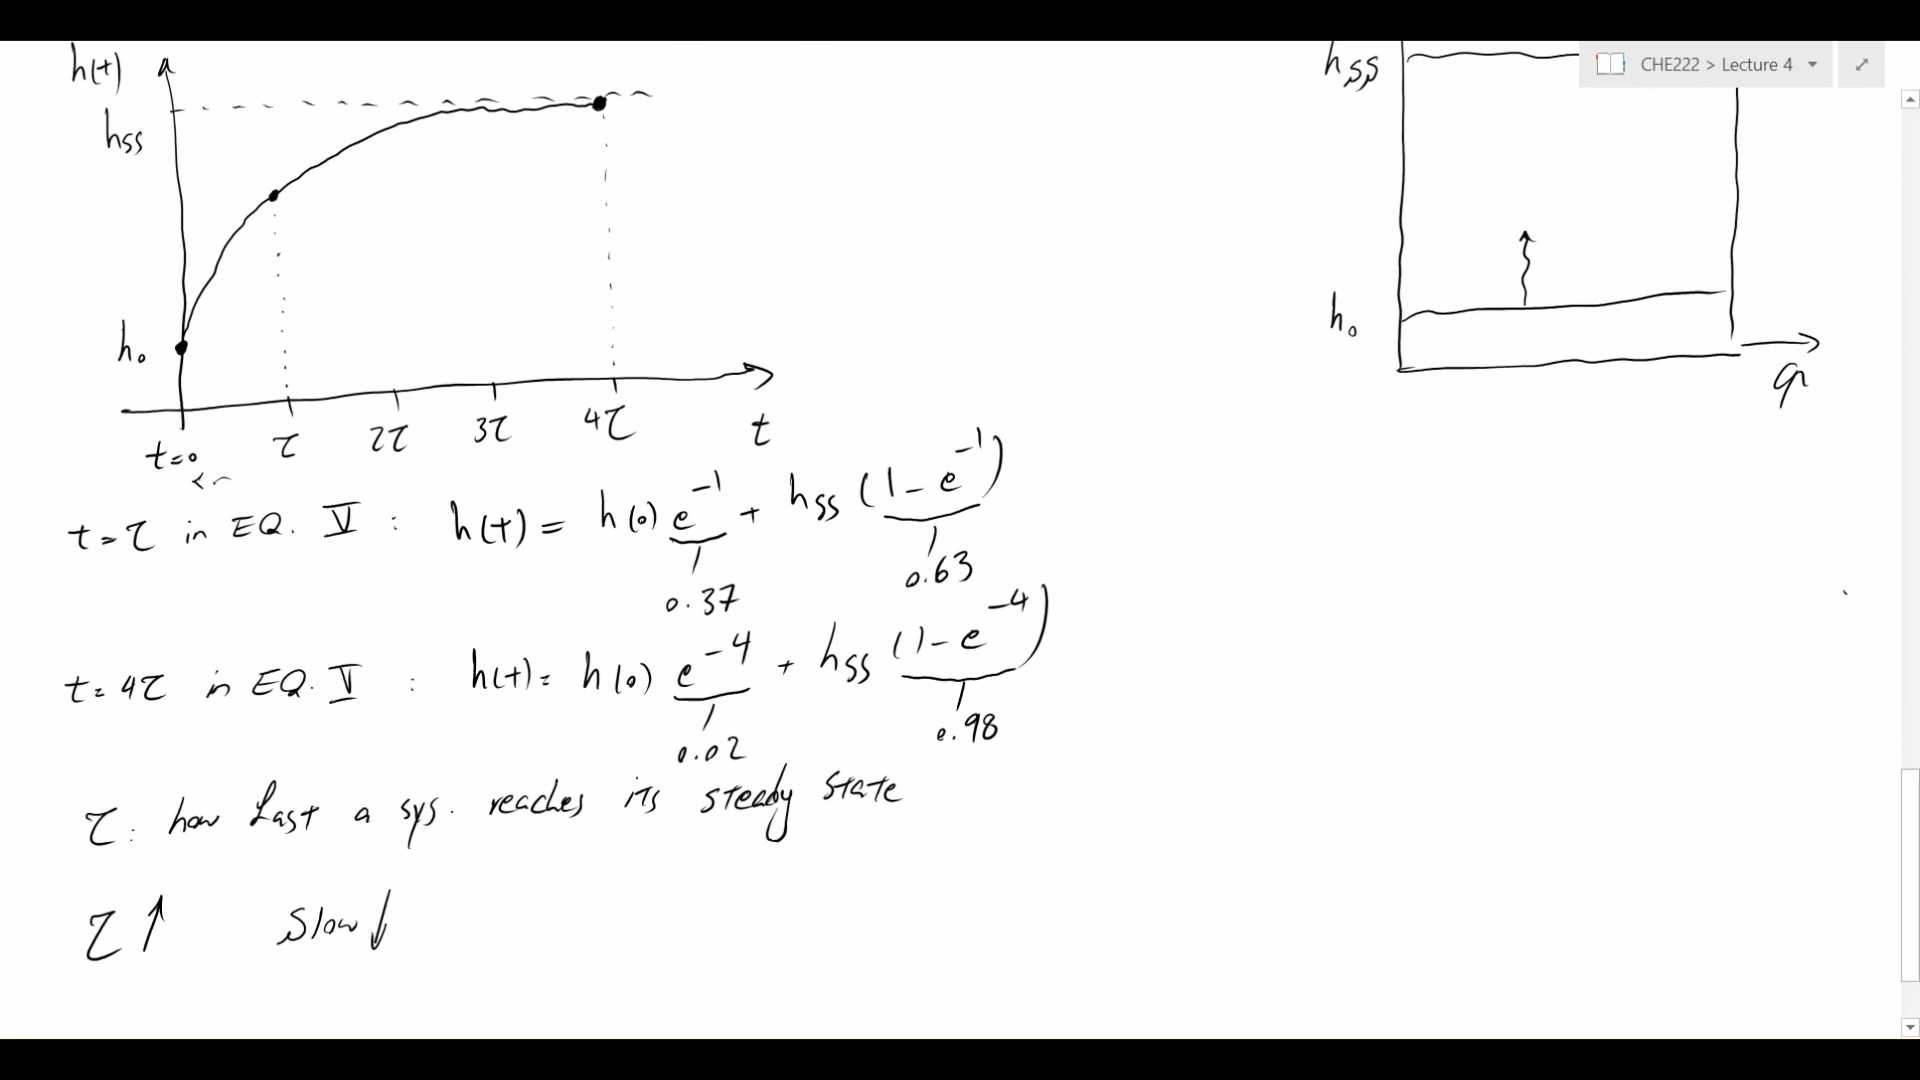 h(t)
hss
CHE222 > Lecture 4
hss
h₀
h₀
q
t=0
τ
2τ
3τ
4τ
t
t=τ in EQ. V : h(t) = h(0) e⁻¹ + hss (1 - e⁻¹)
0.37
0.63
t=4τ in EQ. V : h(t)= h(0) e⁻⁴ + hss (1 - e⁻⁴)
0.02
0.98
τ: how fast a sys. reaches its steady state
τ ↑ Slow ↓